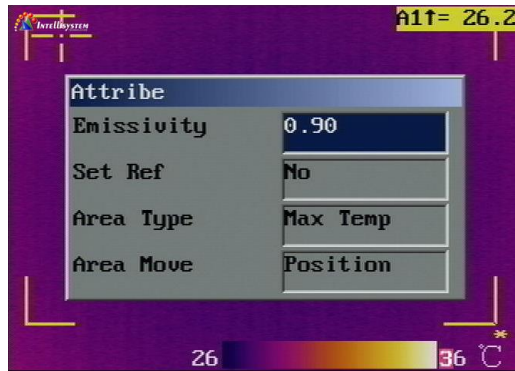 INTELLISYSTEM
A1↑= 26.2
Attribe
Emissivity 0.90
Set Ref No
Area Type Max Temp
Area Move Position
26 36 °C